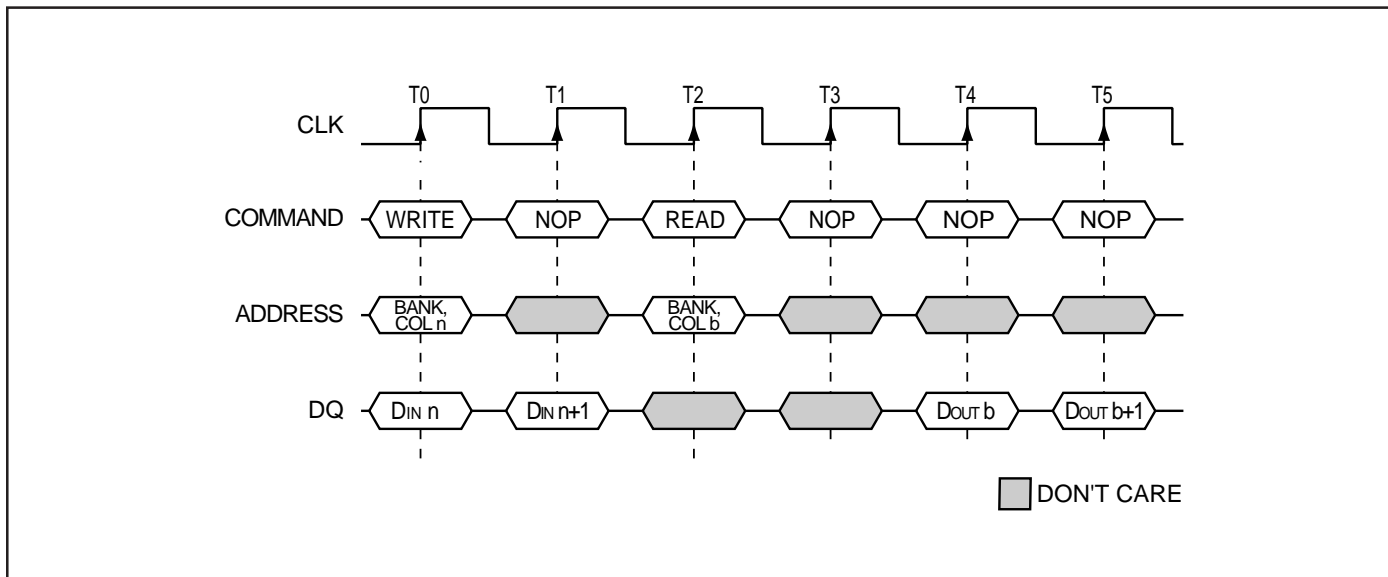 T0 T1 T2 T3 T4 T5
CLK
COMMAND WRITE NOP READ NOP NOP NOP
ADDRESS BANK, COL n BANK, COL b
DQ DIN n DIN n+1 DOUT b DOUT b+1
DON'T CARE